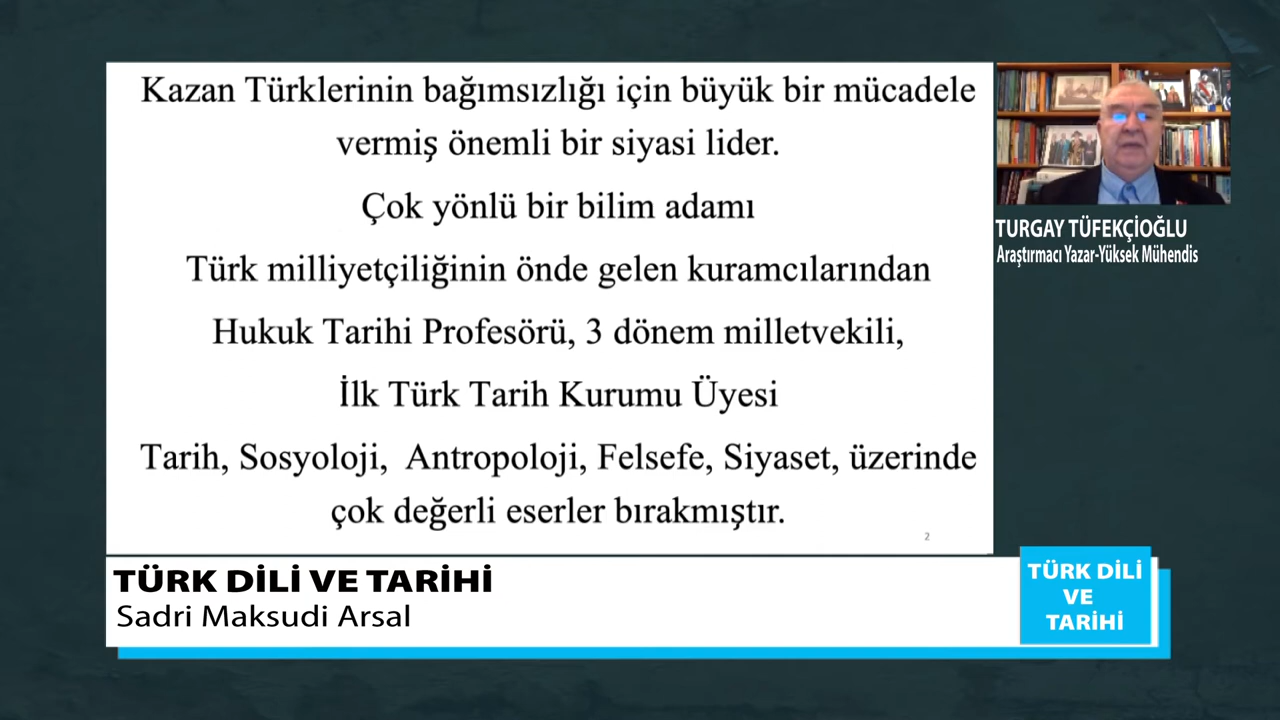 Kazan Türklerinin bağımsızlığı için büyük bir mücadele
vermiş önemli bir siyasi lider.
Çok yönlü bir bilim adamı
Türk milliyetçiliğinin önde gelen kuramcılarından
Hukuk Tarihi Profesörü, 3 dönem milletvekili,
İlk Türk Tarih Kurumu Üyesi
Tarih, Sosyoloji, Antropoloji, Felsefe, Siyaset, üzerinde
çok değerli eserler bırakmıştır.
2
TURGAY TÜFEKÇİOĞLU
Araştırmacı Yazar-Yüksek Mühendis
TÜRK DİLİ VE TARİHİ
Sadri Maksudi Arsal
TÜRK DİLİ
VE
TARİHİ